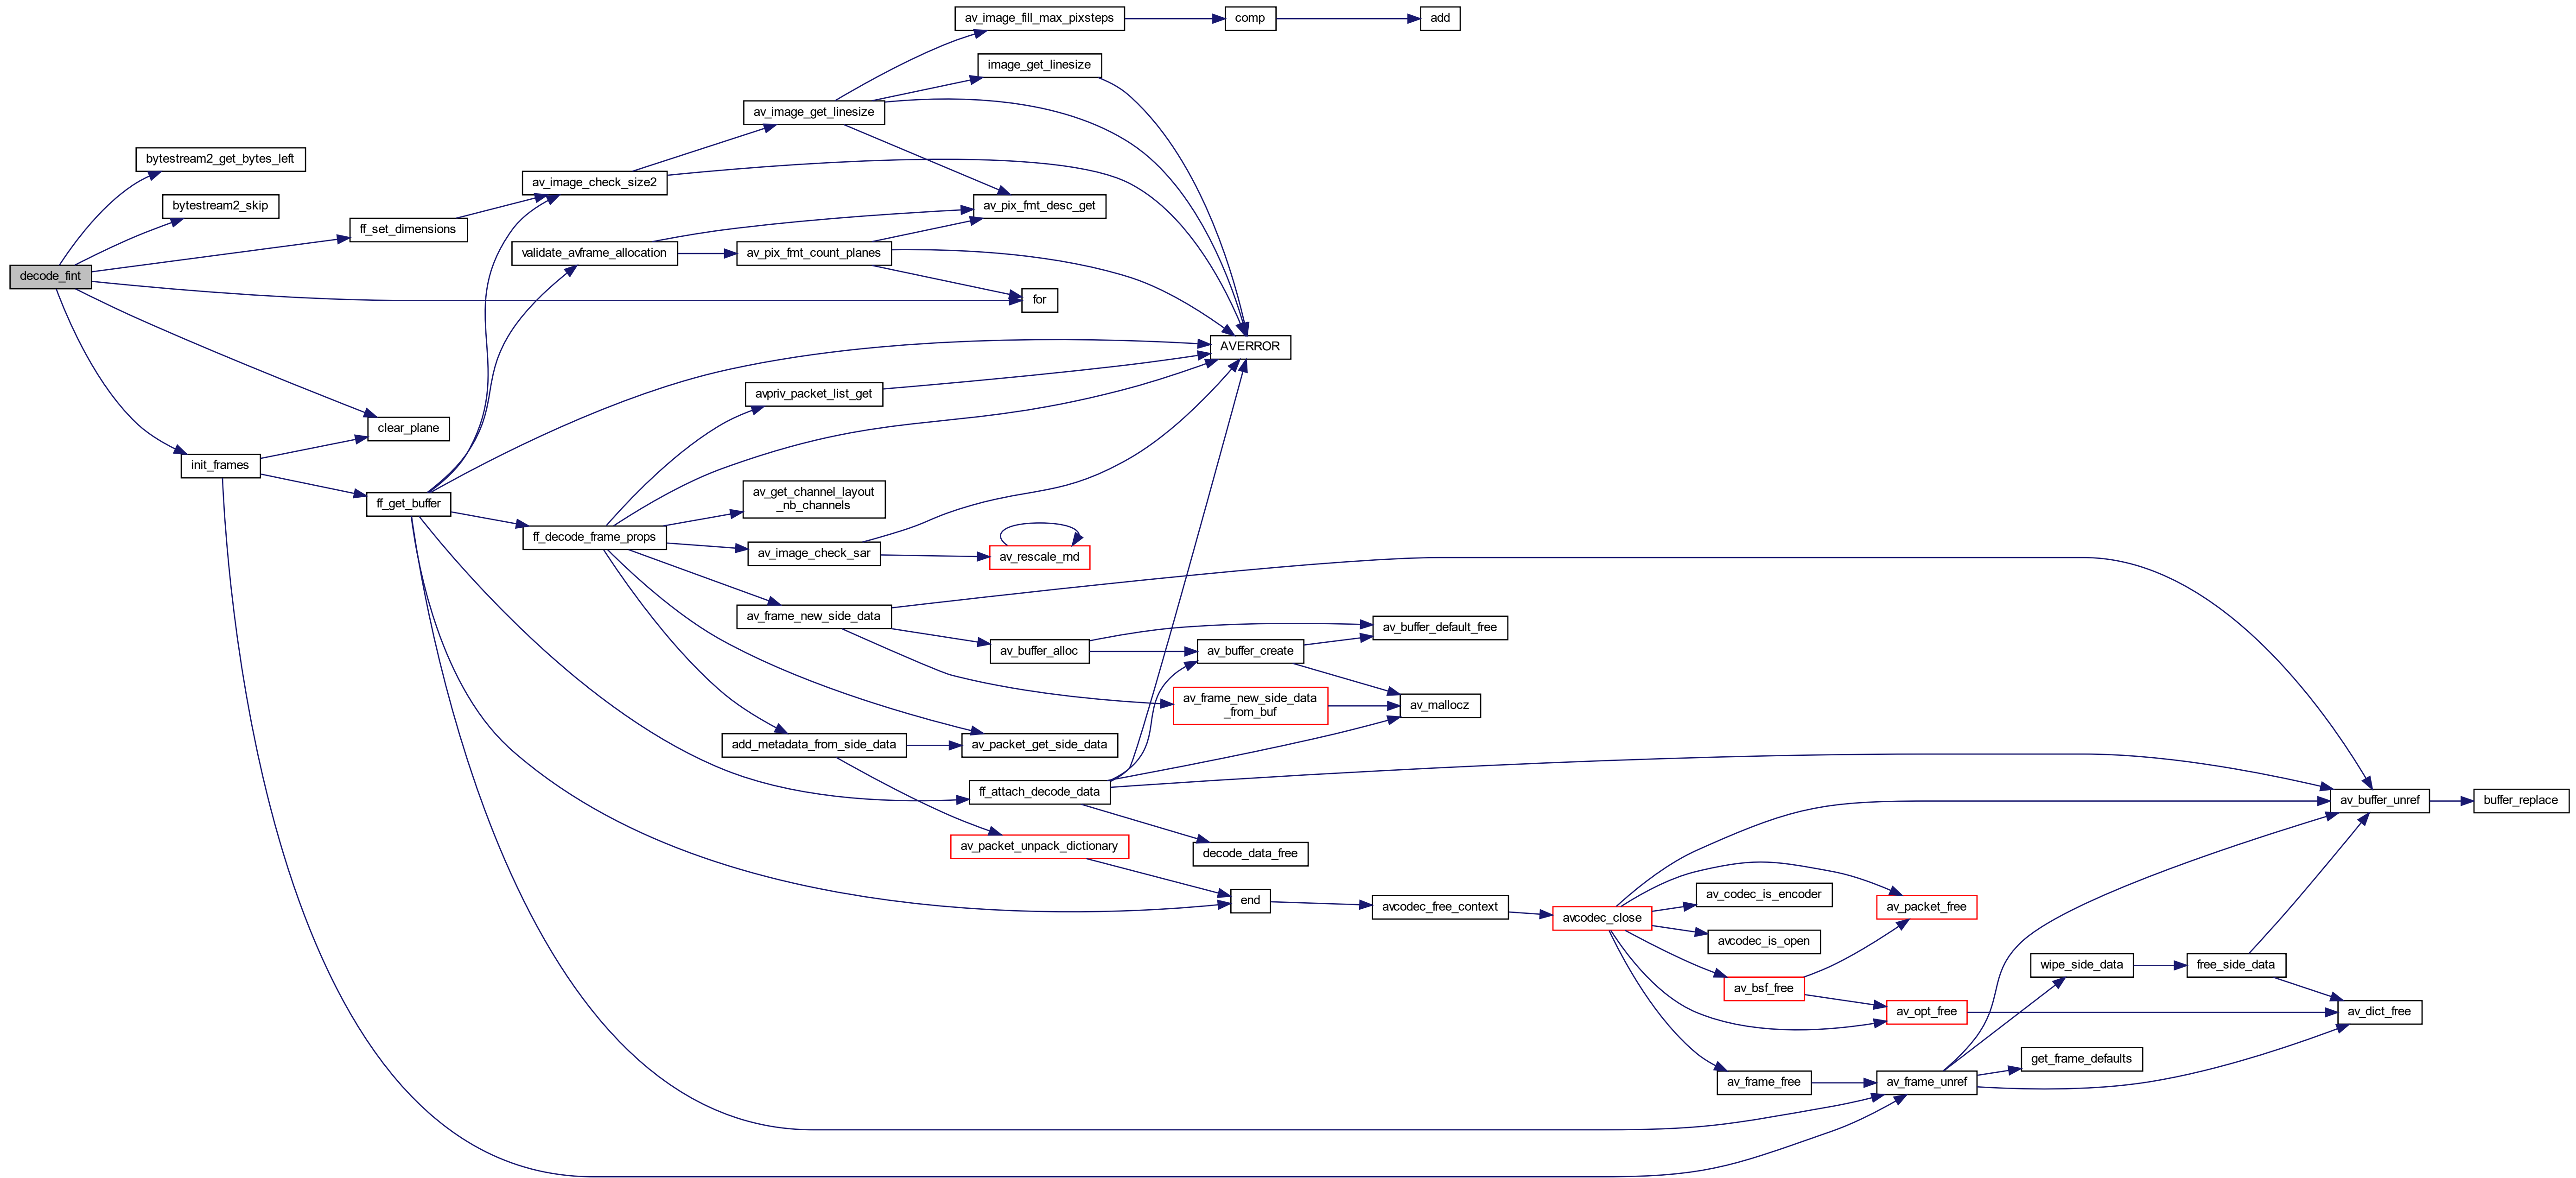 av_image_fill_max_pixsteps
comp
add
image_get_linesize
av_image_get_linesize
bytestream2_get_bytes_left
av_image_check_size2
bytestream2_skip
av_pix_fmt_desc_get
ff_set_dimensions
validate_avframe_allocation
av_pix_fmt_count_planes
decode_fint
for
AVERROR
avpriv_packet_list_get
clear_plane
init_frames
av_get_channel_layout
_nb_channels
ff_get_buffer
ff_decode_frame_props
av_image_check_sar
av_rescale_rnd
av_frame_new_side_data
av_buffer_default_free
av_buffer_alloc
av_buffer_create
av_frame_new_side_data
_from_buf
av_mallocz
add_metadata_from_side_data
av_packet_get_side_data
ff_attach_decode_data
av_buffer_unref
buffer_replace
av_packet_unpack_dictionary
decode_data_free
end
avcodec_free_context
avcodec_close
av_codec_is_encoder
av_packet_free
avcodec_is_open
wipe_side_data
free_side_data
av_bsf_free
av_opt_free
av_dict_free
get_frame_defaults
av_frame_free
av_frame_unref